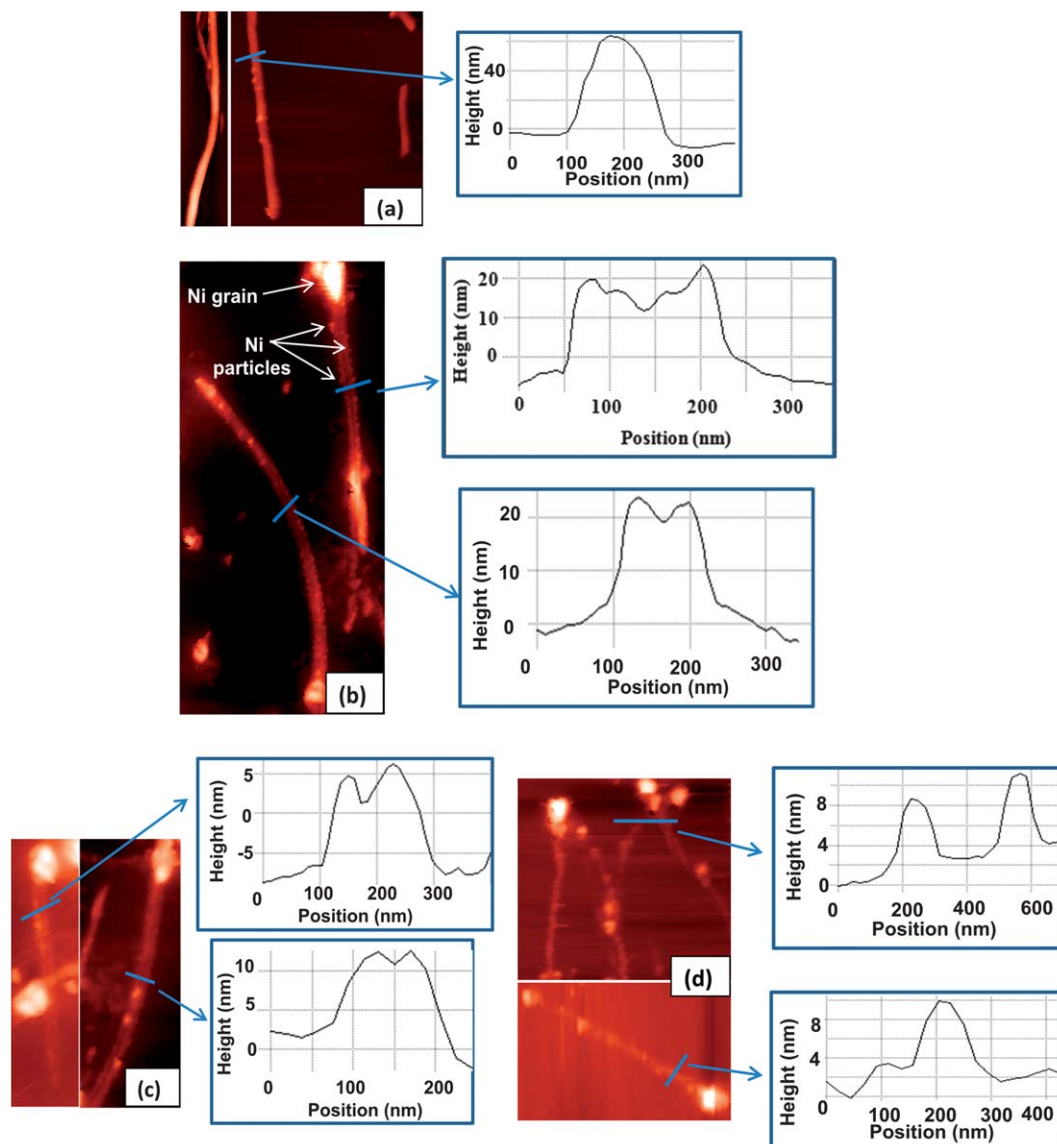 40
0
Height (nm)
0 100 200 300
Position (nm)
(a)
Ni grain
Ni
particles
20
10
0
Height (nm)
0 100 200 300
Position (nm)
20
10
0
Height (nm)
0 100 200 300
Position (nm)
(b)
5
0
-5
Height (nm)
0 100 200 300
Position (nm)
10
5
0
Height (nm)
0 100 200
Position (nm)
(c)
8
4
0
Height (nm)
0 200 400 600
Position (nm)
(d)
8
4
0
Height (nm)
0 100 200 300 400
Position (nm)